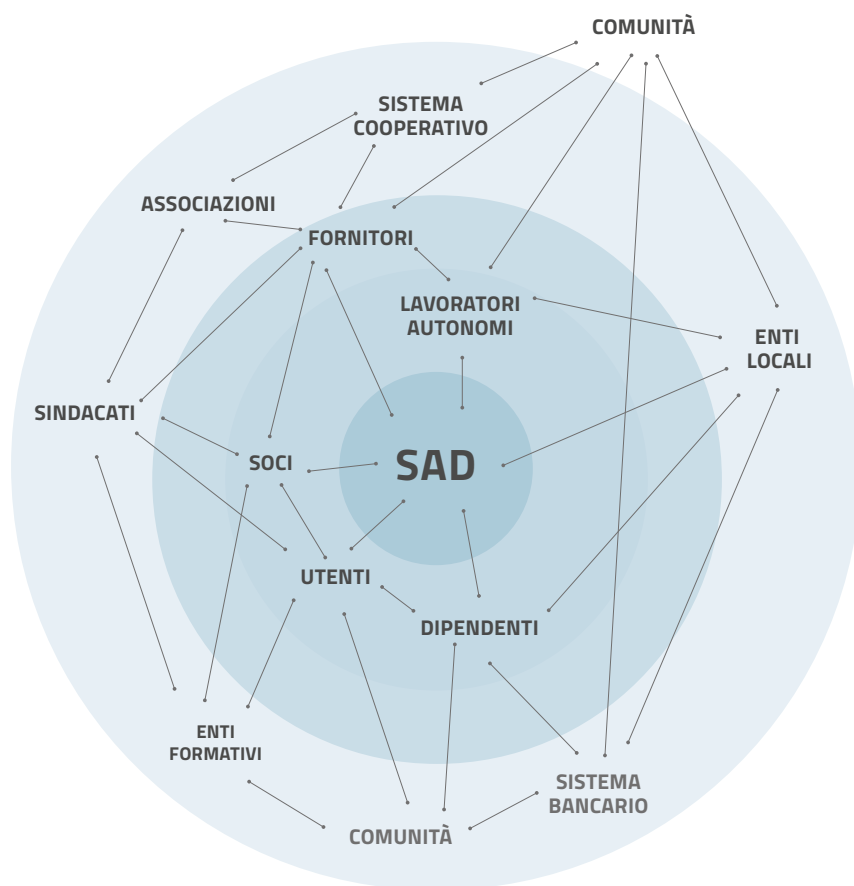 COMUNITÀ
SISTEMA
COOPERATIVO
ASSOCIAZIONI
FORNITORI
LAVORATORI
AUTONOMI
ENTI
LOCALI
SINDACATI
SOCI
SAD
UTENTI
DIPENDENTI
ENTI
FORMATIVI
SISTEMA
BANCARIO
COMUNITÀ